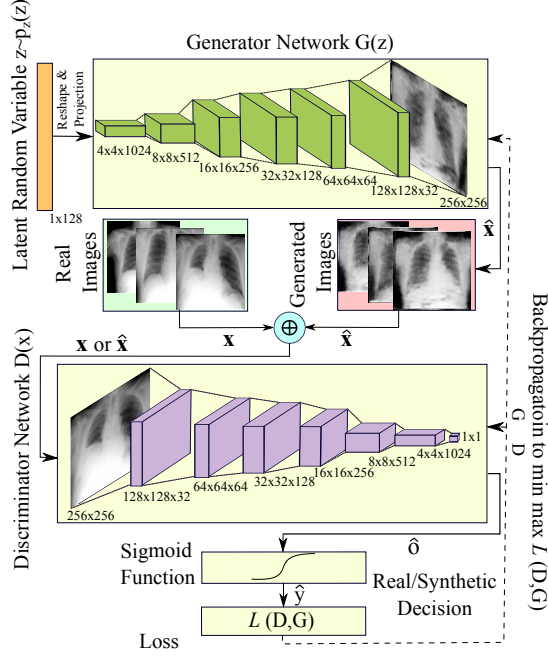 Generator Network G(z)
Latent Random Variable z~p_z(z)
Reshape &
Projection
1x128
4x4x1024
8x8x512
16x16x256
32x32x128
64x64x64
128x128x32
256x256
x̂
Real
Images
Generated
Images
x
x̂
⊕
x or x̂
Discriminator Network D(x)
256x256
128x128x32
64x64x64
32x32x128
16x16x256
8x8x512
4x4x1024
1x1
Backpropagatoin to min max L (D,G)
G D
ô
Sigmoid
Function
ŷ
Real/Synthetic
Decision
L (D,G)
Loss